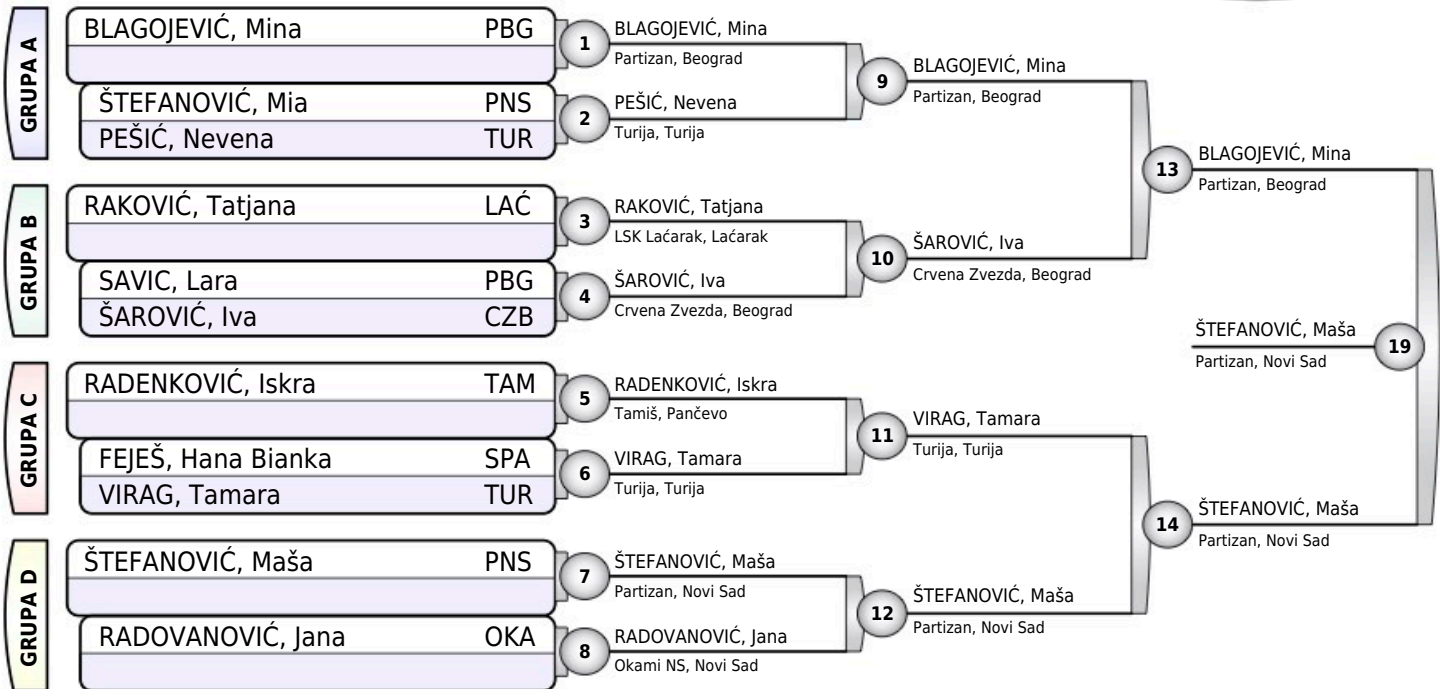 GRUPA A
BLAGOJEVIĆ, Mina PBG
ŠTEFANOVIĆ, Mia PNS
PEŠIĆ, Nevena TUR
GRUPA B
RAKOVIĆ, Tatjana LAĆ
SAVIC, Lara PBG
ŠAROVIĆ, Iva CZB
GRUPA C
RADENKOVIĆ, Iskra TAM
FEJEŠ, Hana Bianka SPA
VIRAG, Tamara TUR
GRUPA D
ŠTEFANOVIĆ, Maša PNS
RADOVANOVIĆ, Jana OKA
1 BLAGOJEVIĆ, Mina
Partizan, Beograd
2 PEŠIĆ, Nevena
Turija, Turija
3 RAKOVIĆ, Tatjana
LSK Laćarak, Laćarak
4 ŠAROVIĆ, Iva
Crvena Zvezda, Beograd
5 RADENKOVIĆ, Iskra
Tamiš, Pančevo
6 VIRAG, Tamara
Turija, Turija
7 ŠTEFANOVIĆ, Maša
Partizan, Novi Sad
8 RADOVANOVIĆ, Jana
Okami NS, Novi Sad
9 BLAGOJEVIĆ, Mina
Partizan, Beograd
10 ŠAROVIĆ, Iva
Crvena Zvezda, Beograd
11 VIRAG, Tamara
Turija, Turija
12 ŠTEFANOVIĆ, Maša
Partizan, Novi Sad
13 BLAGOJEVIĆ, Mina
Partizan, Beograd
14 ŠTEFANOVIĆ, Maša
Partizan, Novi Sad
ŠTEFANOVIĆ, Maša 19
Partizan, Novi Sad